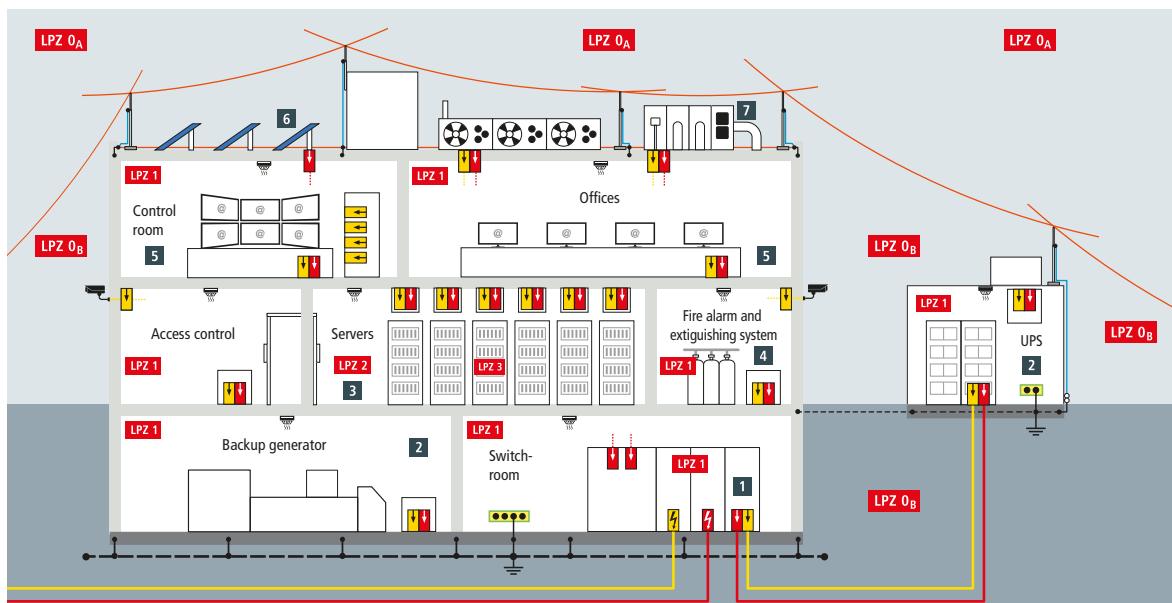 LPZ 0A
LPZ 0A
LPZ 0A
6
7
LPZ 1
LPZ 1
Control
room
@ @ @
@ @ @
Offices
@ @ @ @
5
5
LPZ 0B
LPZ 0B
LPZ 0B
LPZ 1
UPS
2
Access control
LPZ 1
Servers
LPZ 2
3
LPZ 3
Fire alarm and
extiguishing system
LPZ 1
4
LPZ 1
Backup generator
2
LPZ 1
Switch-
room
LPZ 1
1
LPZ 0B